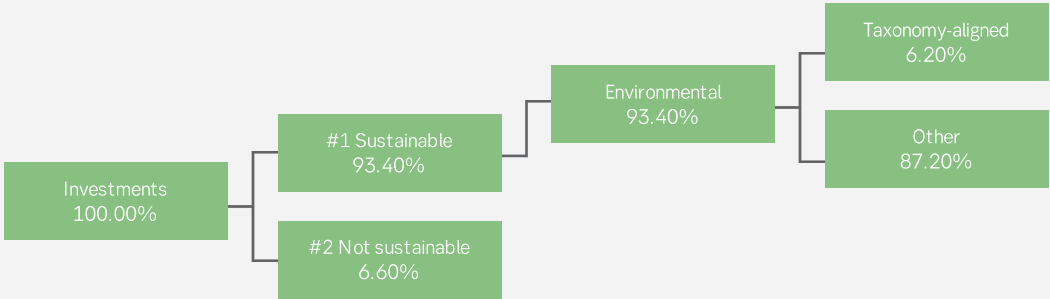 Investments
100.00%
#1 Sustainable
93.40%
#2 Not sustainable
6.60%
Environmental
93.40%
Taxonomy-aligned
6.20%
Other
87.20%